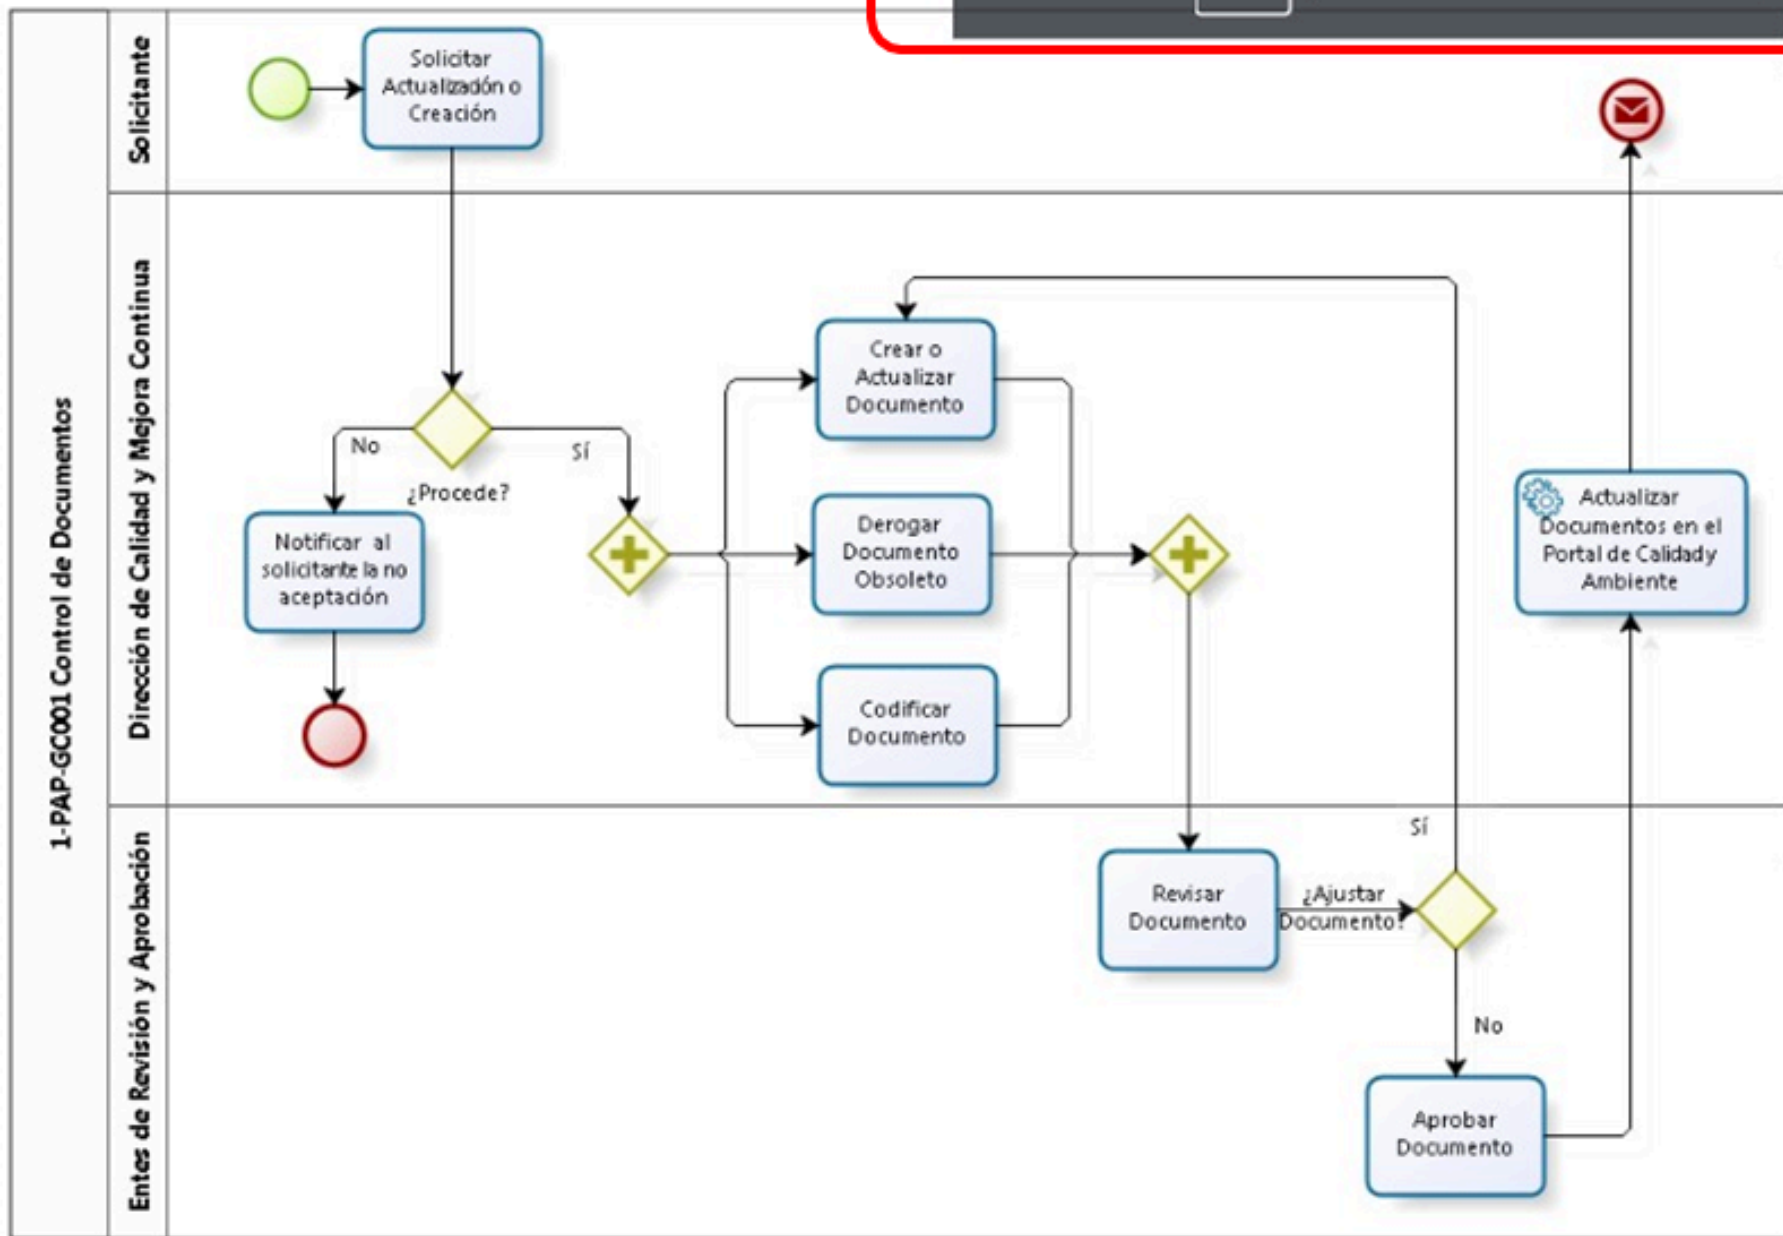 1-PAP-GC001 Control de Documentos
Solicitante
Solicitar
Actualizadón o
Creación
Dirección de Calidad y Mejora Continua
No
Sí
¿Procede?
Notificar al
solicitante la no
aceptación
Crear o
Actualizar
Documento
Derogar
Documento
Obsoleto
Codificar
Documento
Actualizar
Documentos en el
Portal de Calidad y
Ambiente
Entes de Revisión y Aprobación
Revisar
Documento
¿Ajustar
Documento?
Sí
No
Aprobar
Documento